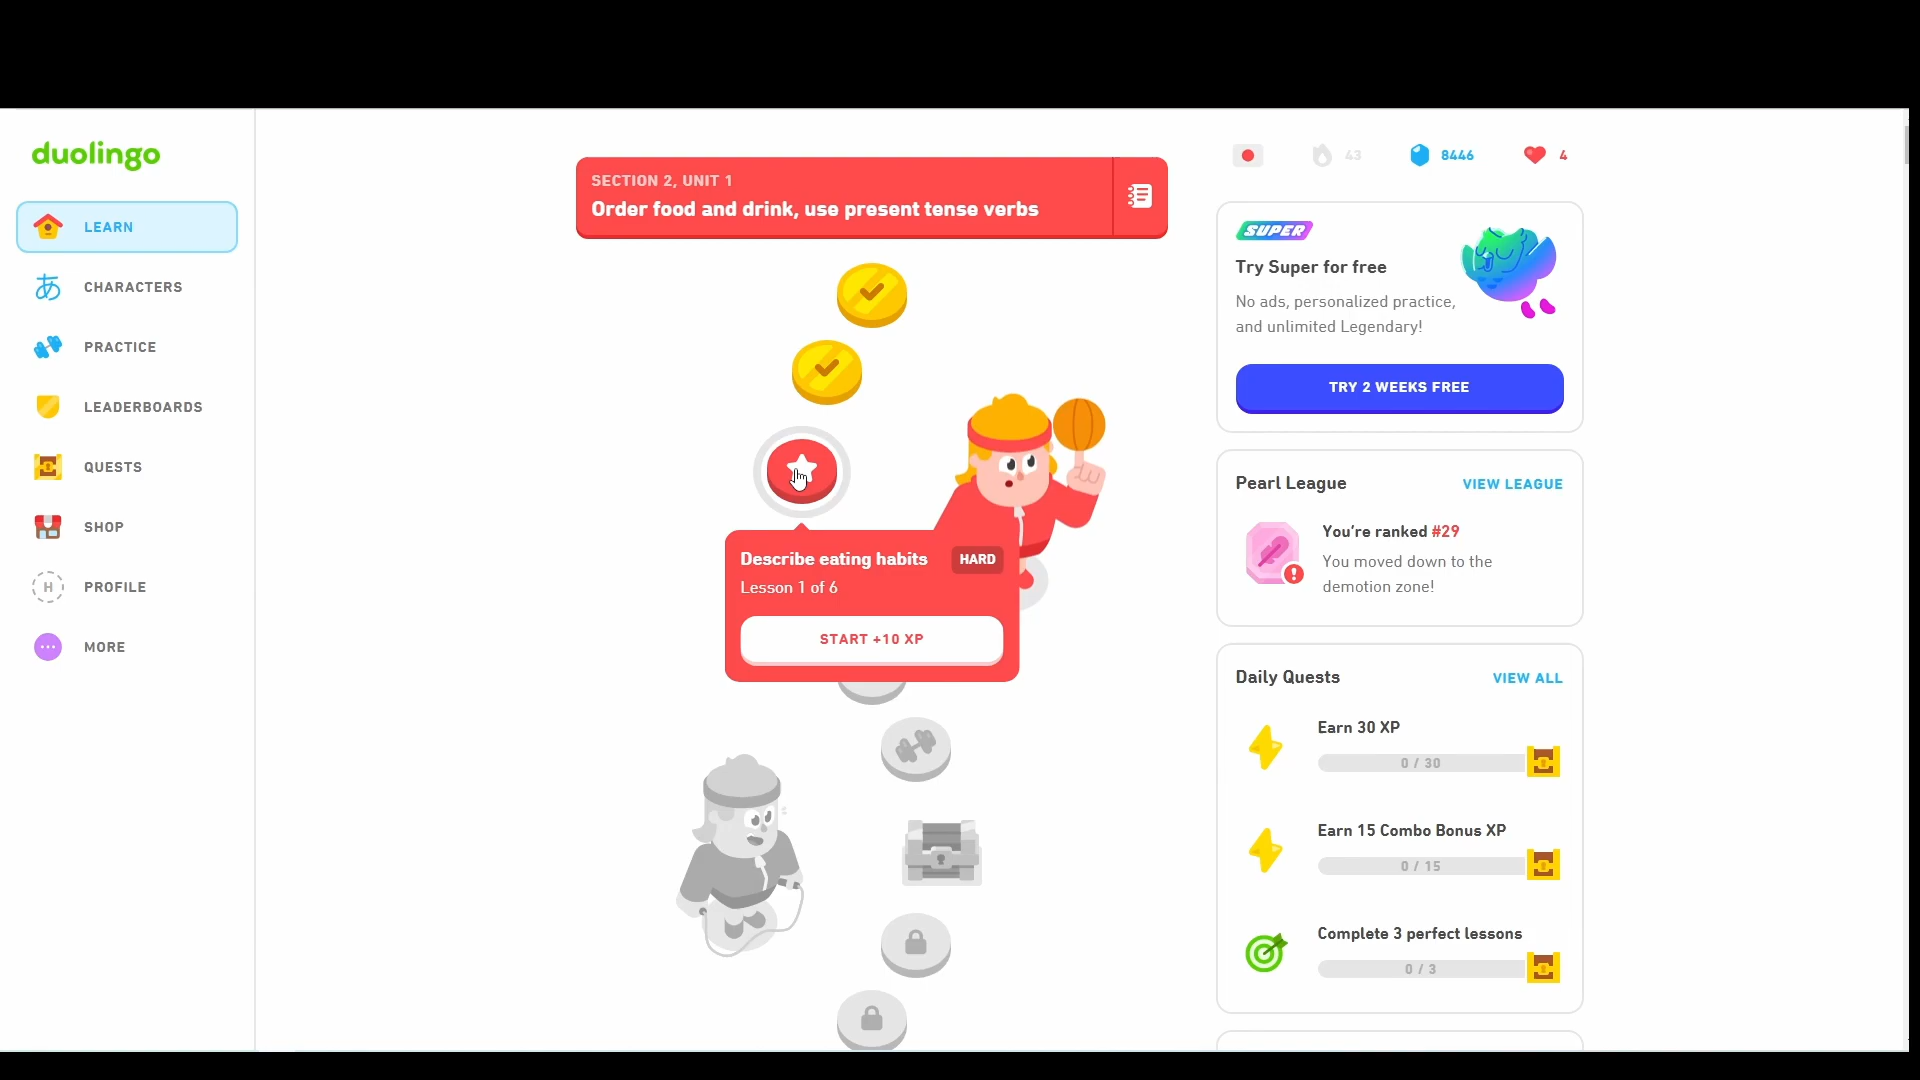 duolingo
LEARN
あ
CHARACTERS
PRACTICE
LEADERBOARDS
QUESTS
SHOP
H
PROFILE
MORE
SECTION 2, UNIT 1
Order food and drink, use present tense verbs
Describe eating habits
HARD
Lesson 1 of 6
START +10 XP
43
8446
4
SUPER
Try Super for free
No ads, personalized practice,
and unlimited Legendary!
TRY 2 WEEKS FREE
Pearl League
VIEW LEAGUE
You're ranked #29
You moved down to the
demotion zone!
Daily Quests
VIEW ALL
Earn 30 XP
0 / 30
Earn 15 Combo Bonus XP
0 / 15
Complete 3 perfect lessons
0 / 3